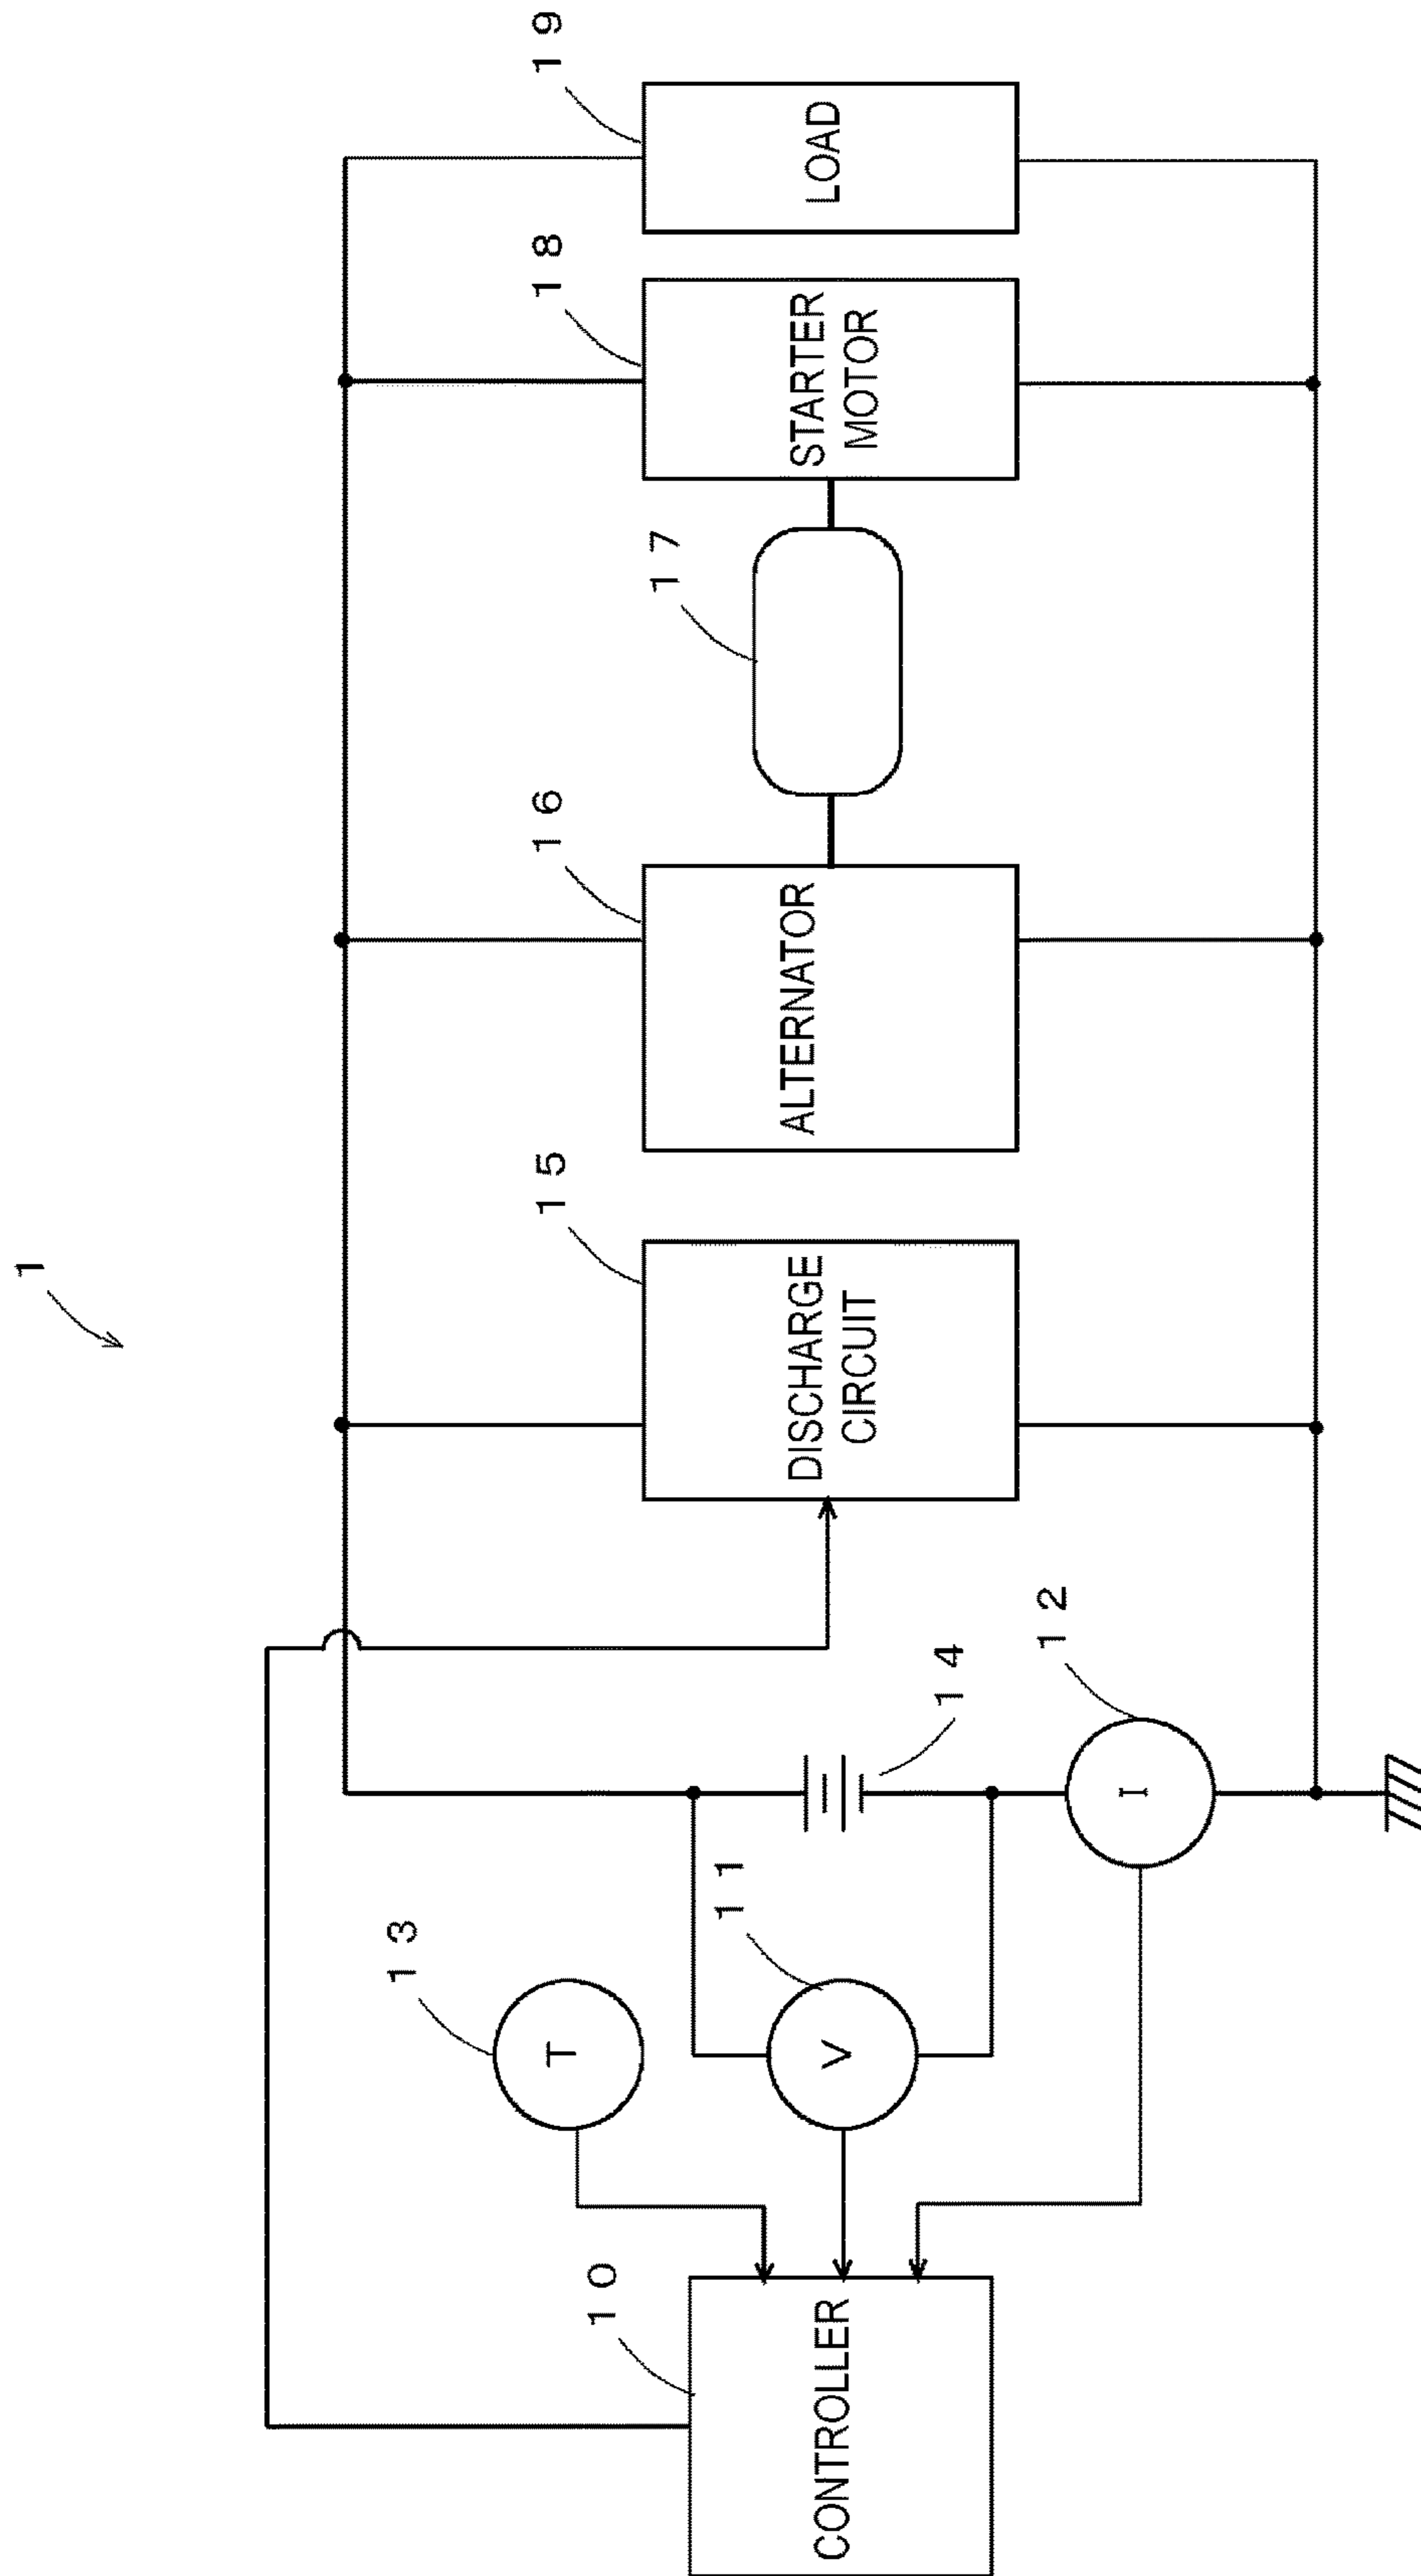 1
10
CONTROLLER
13
T
11
V
14
12
I
15
DISCHARGE
CIRCUIT
16
ALTERNATOR
17
18
STARTER
MOTOR
19
LOAD